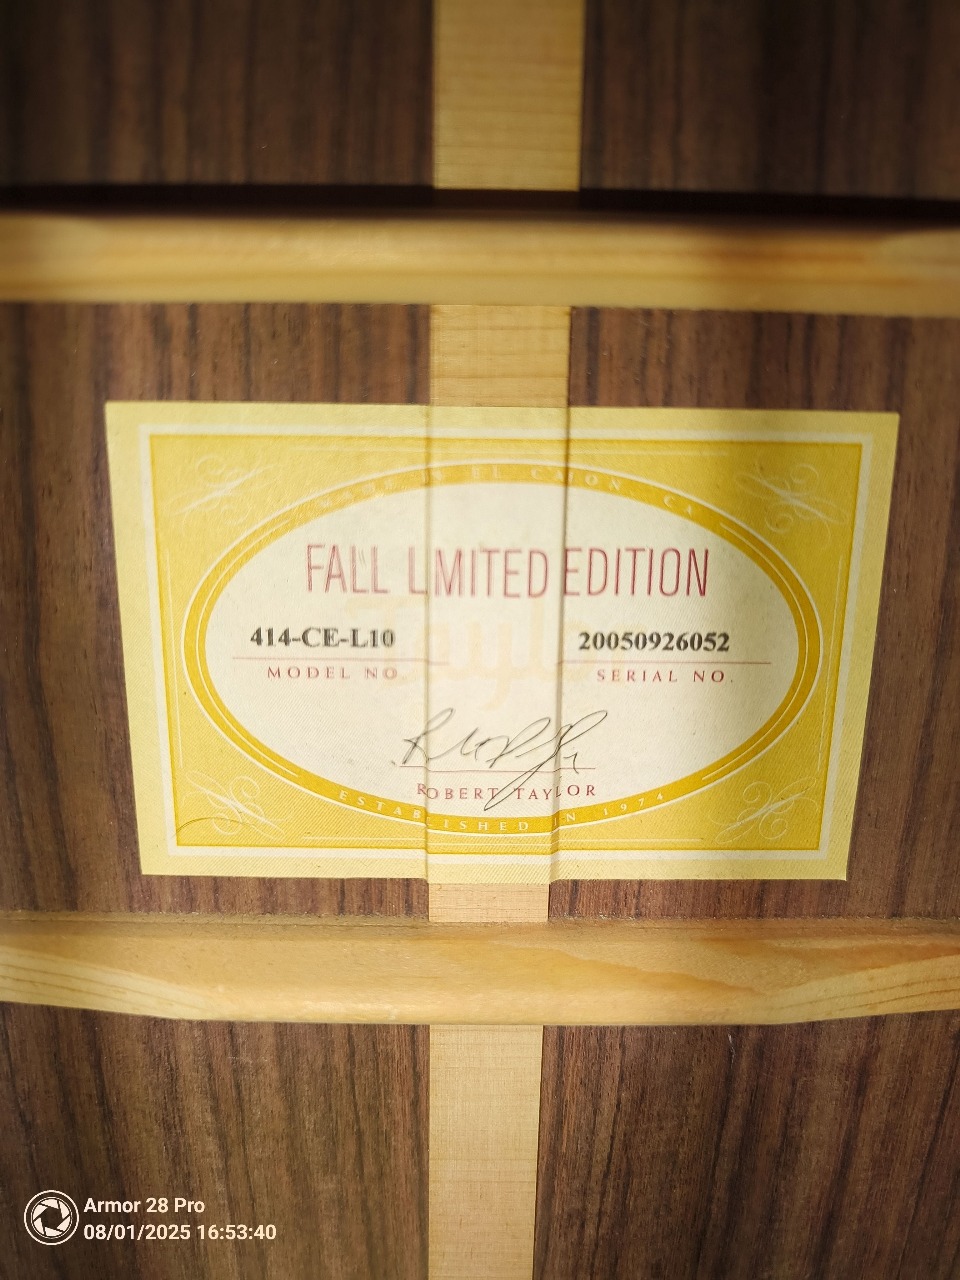 MADE IN EL CAJON, CA
FALL LIMITED EDITION
414-CE-L10 20050926052
MODEL NO. SERIAL NO.
Taylor
ROBERT TAYLOR
ESTABLISHED IN 1974
Armor 28 Pro
08/01/2025 16:53:40